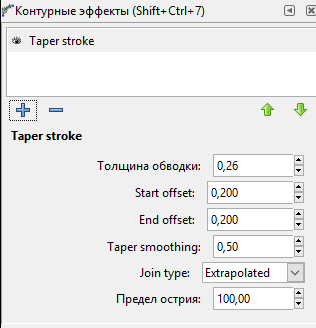 Контурные эффекты (Shift+Ctrl+7)
Taper stroke
Taper stroke
Толщина обводки: 0,26
Start offset: 0,200
End offset: 0,200
Taper smoothing: 0,50
Join type: Extrapolated
Предел острия: 100,00